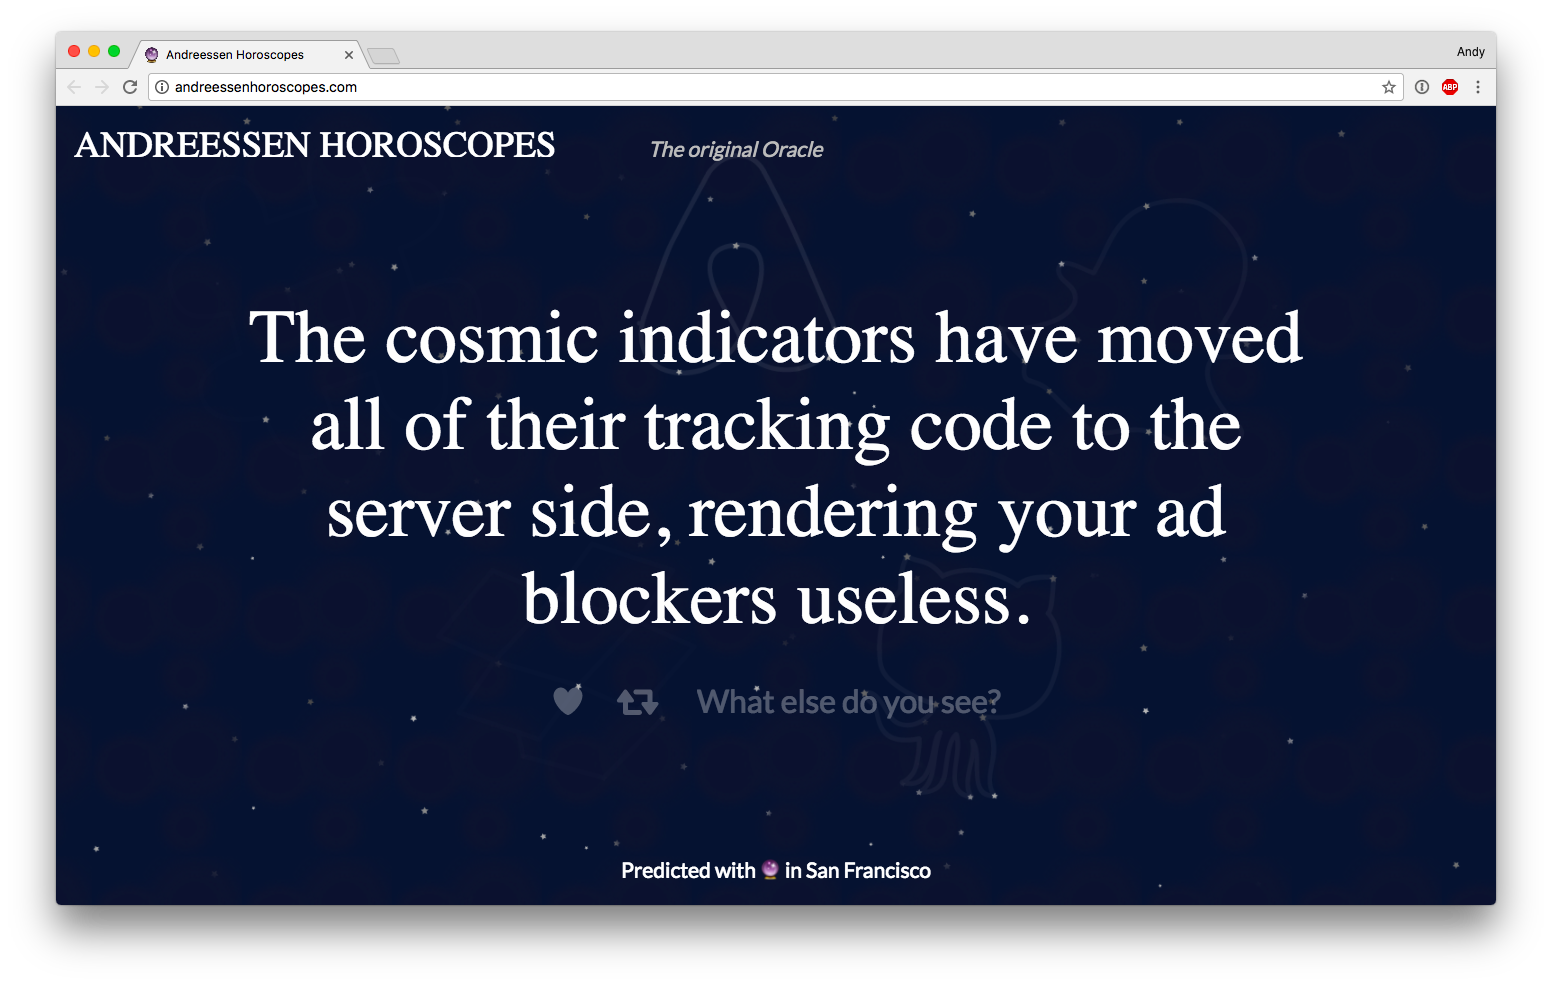 Andreessen Horoscopes
Andy
andreessenhoroscopes.com
ABP
ANDREESSEN HOROSCOPES
The original Oracle
The cosmic indicators have moved
all of their tracking code to the
server side, rendering your ad
blockers useless.
What else do you see?
Predicted with 🔮 in San Francisco